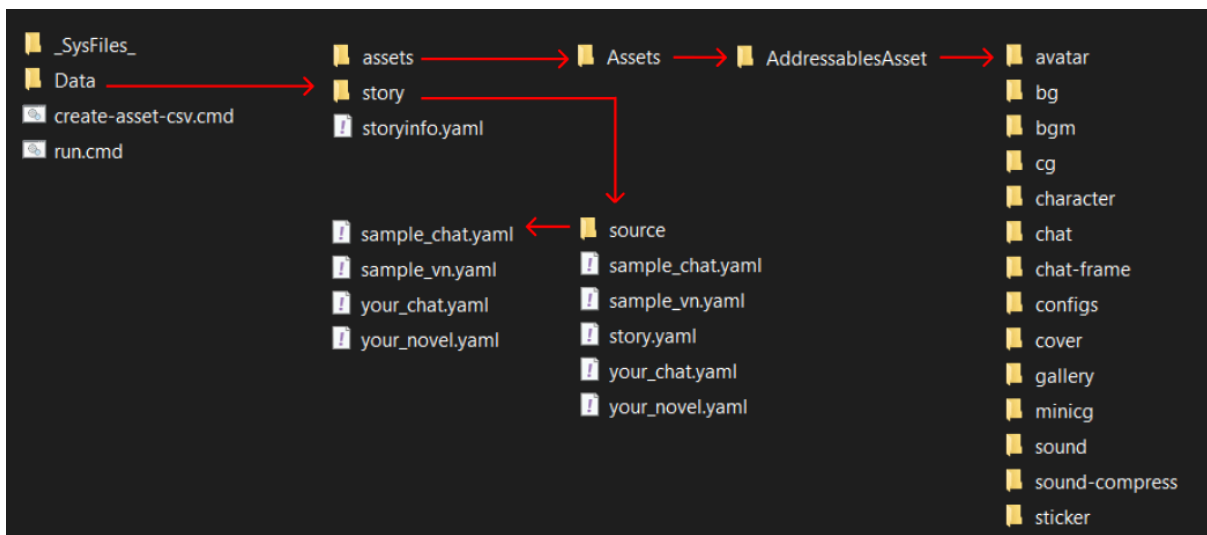 _SysFiles_
Data
create-asset-csv.cmd
run.cmd
assets
story
storyinfo.yaml
Assets
AddressablesAsset
source
sample_chat.yaml
sample_vn.yaml
story.yaml
your_chat.yaml
your_novel.yaml
sample_chat.yaml
sample_vn.yaml
your_chat.yaml
your_novel.yaml
avatar
bg
bgm
cg
character
chat
chat-frame
configs
cover
gallery
minicg
sound
sound-compress
sticker